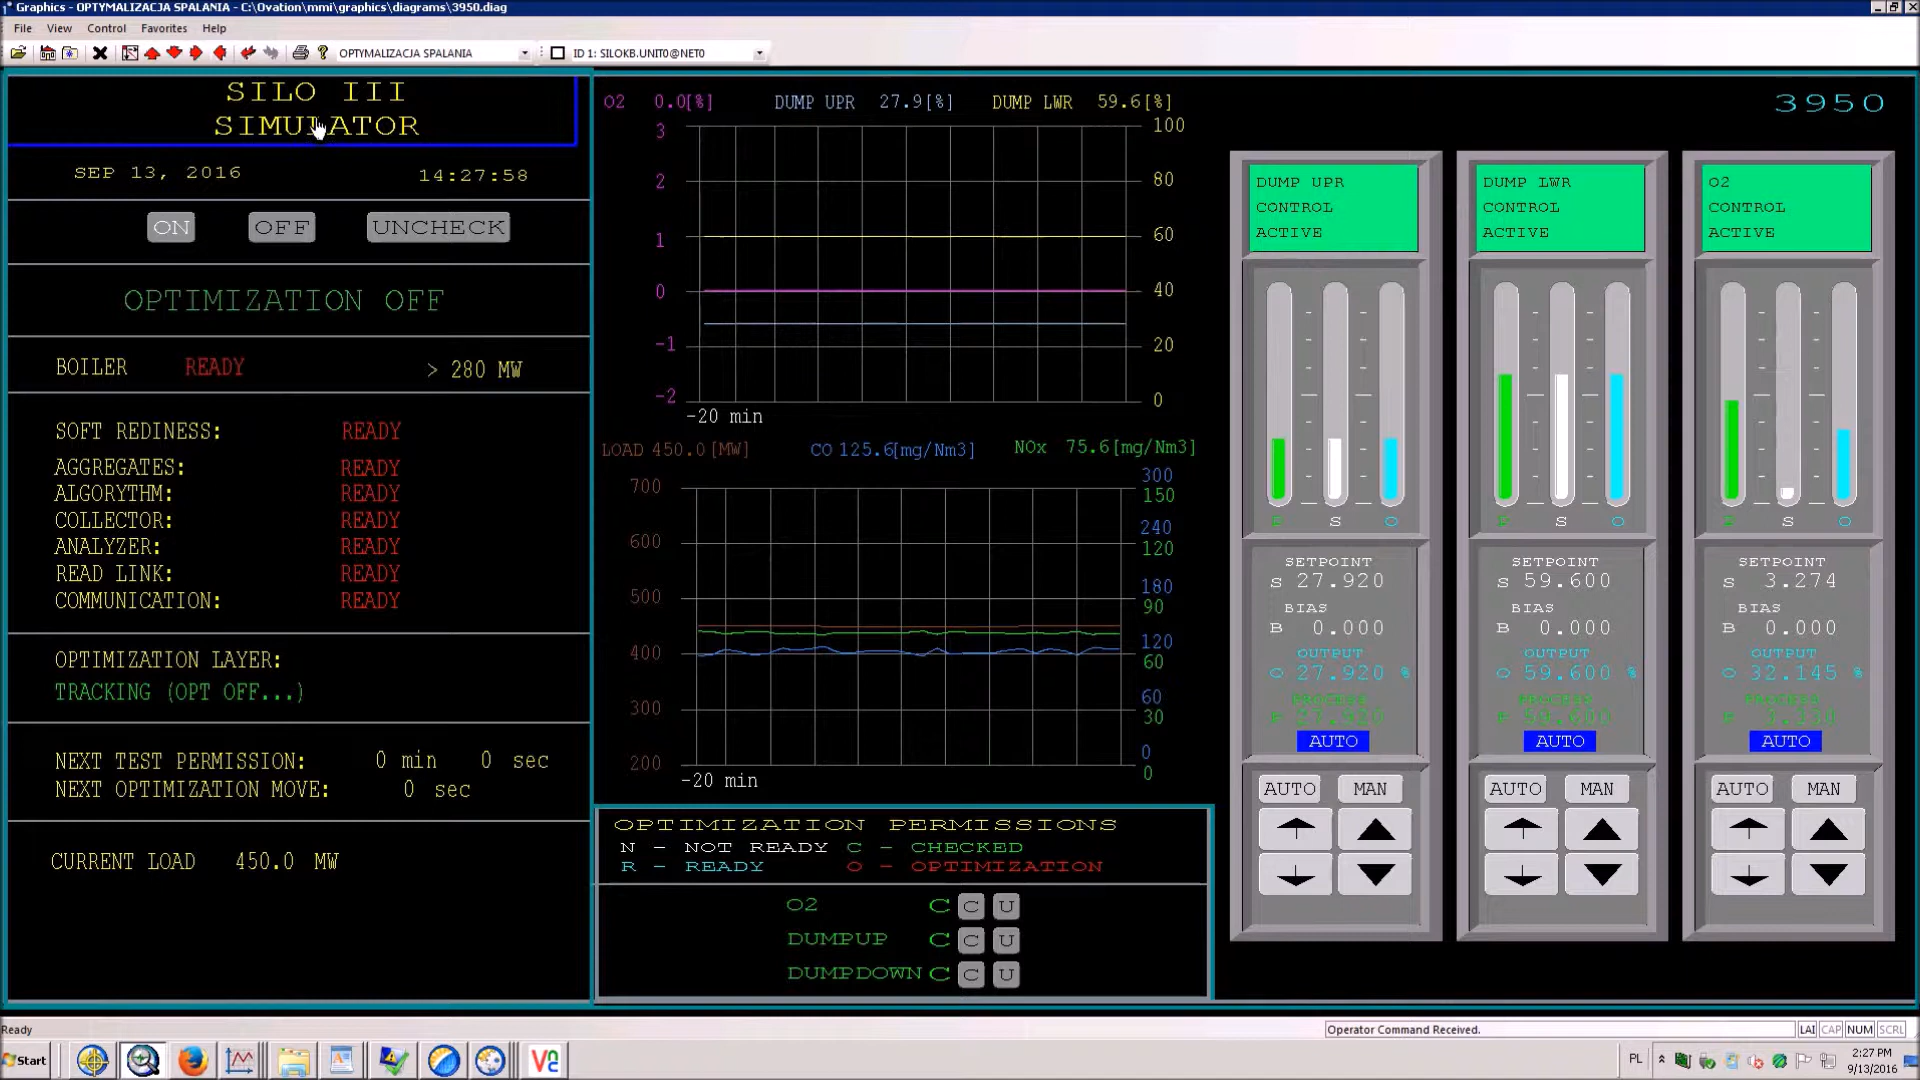 Graphics - OPTYMALIZACJA SPALANIA - C:\Ovation\mmi\graphics\diagrams\3950.diag
File View Control Favorites Help
OPTYMALIZACJA SPALANIA ID 1: SILOKB.UNIT0@NET0
SILO III
SIMULATOR
SEP 13, 2016 14:27:58
ON OFF UNCHECK
OPTIMIZATION OFF
BOILER READY > 280 MW
SOFT REDINESS: READY
AGGREGATES: READY
ALGORYTHM: READY
COLLECTOR: READY
ANALYZER: READY
READ LINK: READY
COMMUNICATION: READY
OPTIMIZATION LAYER:
TRACKING (OPT OFF...)
NEXT TEST PERMISSION: 0 min 0 sec
NEXT OPTIMIZATION MOVE: 0 sec
CURRENT LOAD 450.0 MW
O2 0.0[%] DUMP UPR 27.9[%] DUMP LWR 59.6[%]
3 100
2 80
1 60
0 40
-1 20
-2 0
-20 min
LOAD 450.0[MW] CO 125.6[mg/Nm3] NOx 75.6[mg/Nm3]
700 300 150
600 240 120
500 180 90
400 120 60
300 60 30
200 0 0
-20 min
OPTIMIZATION PERMISSIONS
N - NOT READY C - CHECKED
R - READY O - OPTIMIZATION
O2 C C U
DUMPUP C C U
DUMPDOWN C C U
3950
DUMP UPR
CONTROL
ACTIVE
P S O
SETPOINT
S 27.920
BIAS
B 0.000
OUTPUT
O 27.920 %
PROCESS
P 27.920
AUTO
AUTO MAN
DUMP LWR
CONTROL
ACTIVE
P S O
SETPOINT
S 59.600
BIAS
B 0.000
OUTPUT
O 59.600 %
PROCESS
P 59.600
AUTO
AUTO MAN
O2
CONTROL
ACTIVE
P S O
SETPOINT
S 3.274
BIAS
B 0.000
OUTPUT
O 32.145 %
PROCESS
P
AUTO
AUTO MAN
Ready Operator Command Received. LAI CAP NUM SCRL
Start PL 2:27 PM
9/13/2016